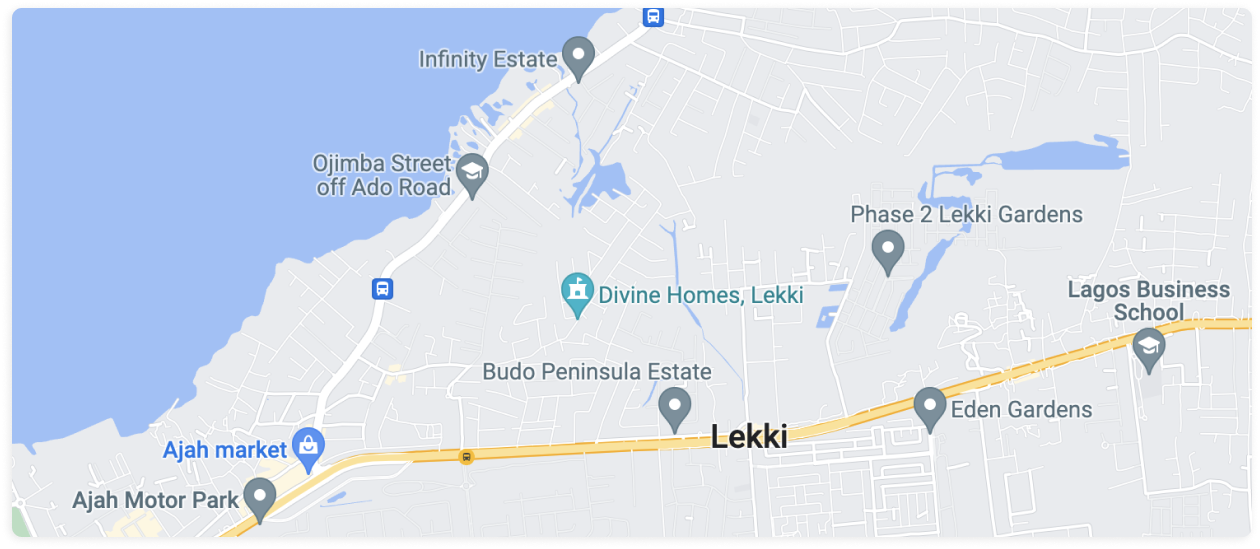 Infinity Estate
Ojimba Street
off Ado Road
Phase 2 Lekki Gardens
Divine Homes, Lekki
Lagos Business
School
Budo Peninsula Estate
Eden Gardens
Lekki
Ajah market
Ajah Motor Park